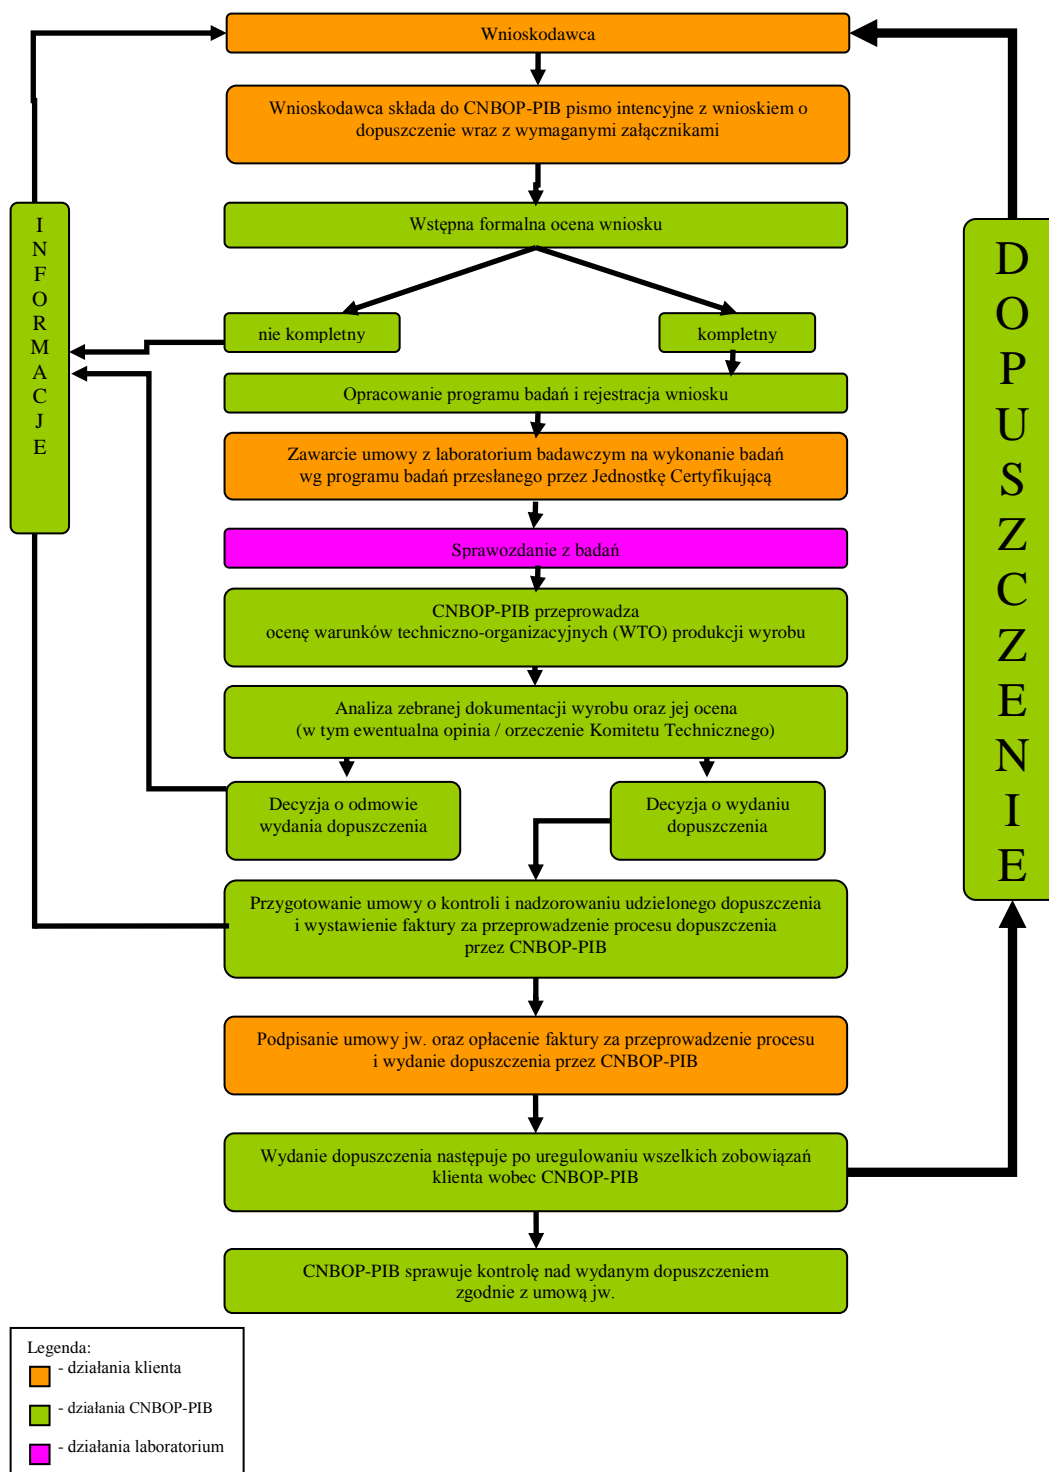 Wnioskodawca
Wnioskodawca składa do CNBOP-PIB pismo intencyjne z wnioskiem o
dopuszczenie wraz z wymaganymi załącznikami
Wstępna formalna ocena wniosku
nie kompletny
kompletny
INFORMACJE
Opracowanie programu badań i rejestracja wniosku
Zawarcie umowy z laboratorium badawczym na wykonanie badań
wg programu badań przesłanego przez Jednostkę Certyfikującą
Sprawozdanie z badań
CNBOP-PIB przeprowadza
ocenę warunków techniczno-organizacyjnych (WTO) produkcji wyrobu
Analiza zebranej dokumentacji wyrobu oraz jej ocena
(w tym ewentualna opinia / orzeczenie Komitetu Technicznego)
Decyzja o odmowie
wydania dopuszczenia
Decyzja o wydaniu
dopuszczenia
DOPUSZCZENIE
Przygotowanie umowy o kontroli i nadzorowaniu udzielonego dopuszczenia
i wystawienie faktury za przeprowadzenie procesu dopuszczenia
przez CNBOP-PIB
Podpisanie umowy jw. oraz opłacenie faktury za przeprowadzenie procesu
i wydanie dopuszczenia przez CNBOP-PIB
Wydanie dopuszczenia następuje po uregulowaniu wszelkich zobowiązań
klienta wobec CNBOP-PIB
CNBOP-PIB sprawuje kontrolę nad wydanym dopuszczeniem
zgodnie z umową jw.
Legenda:
- działania klienta
- działania CNBOP-PIB
- działania laboratorium